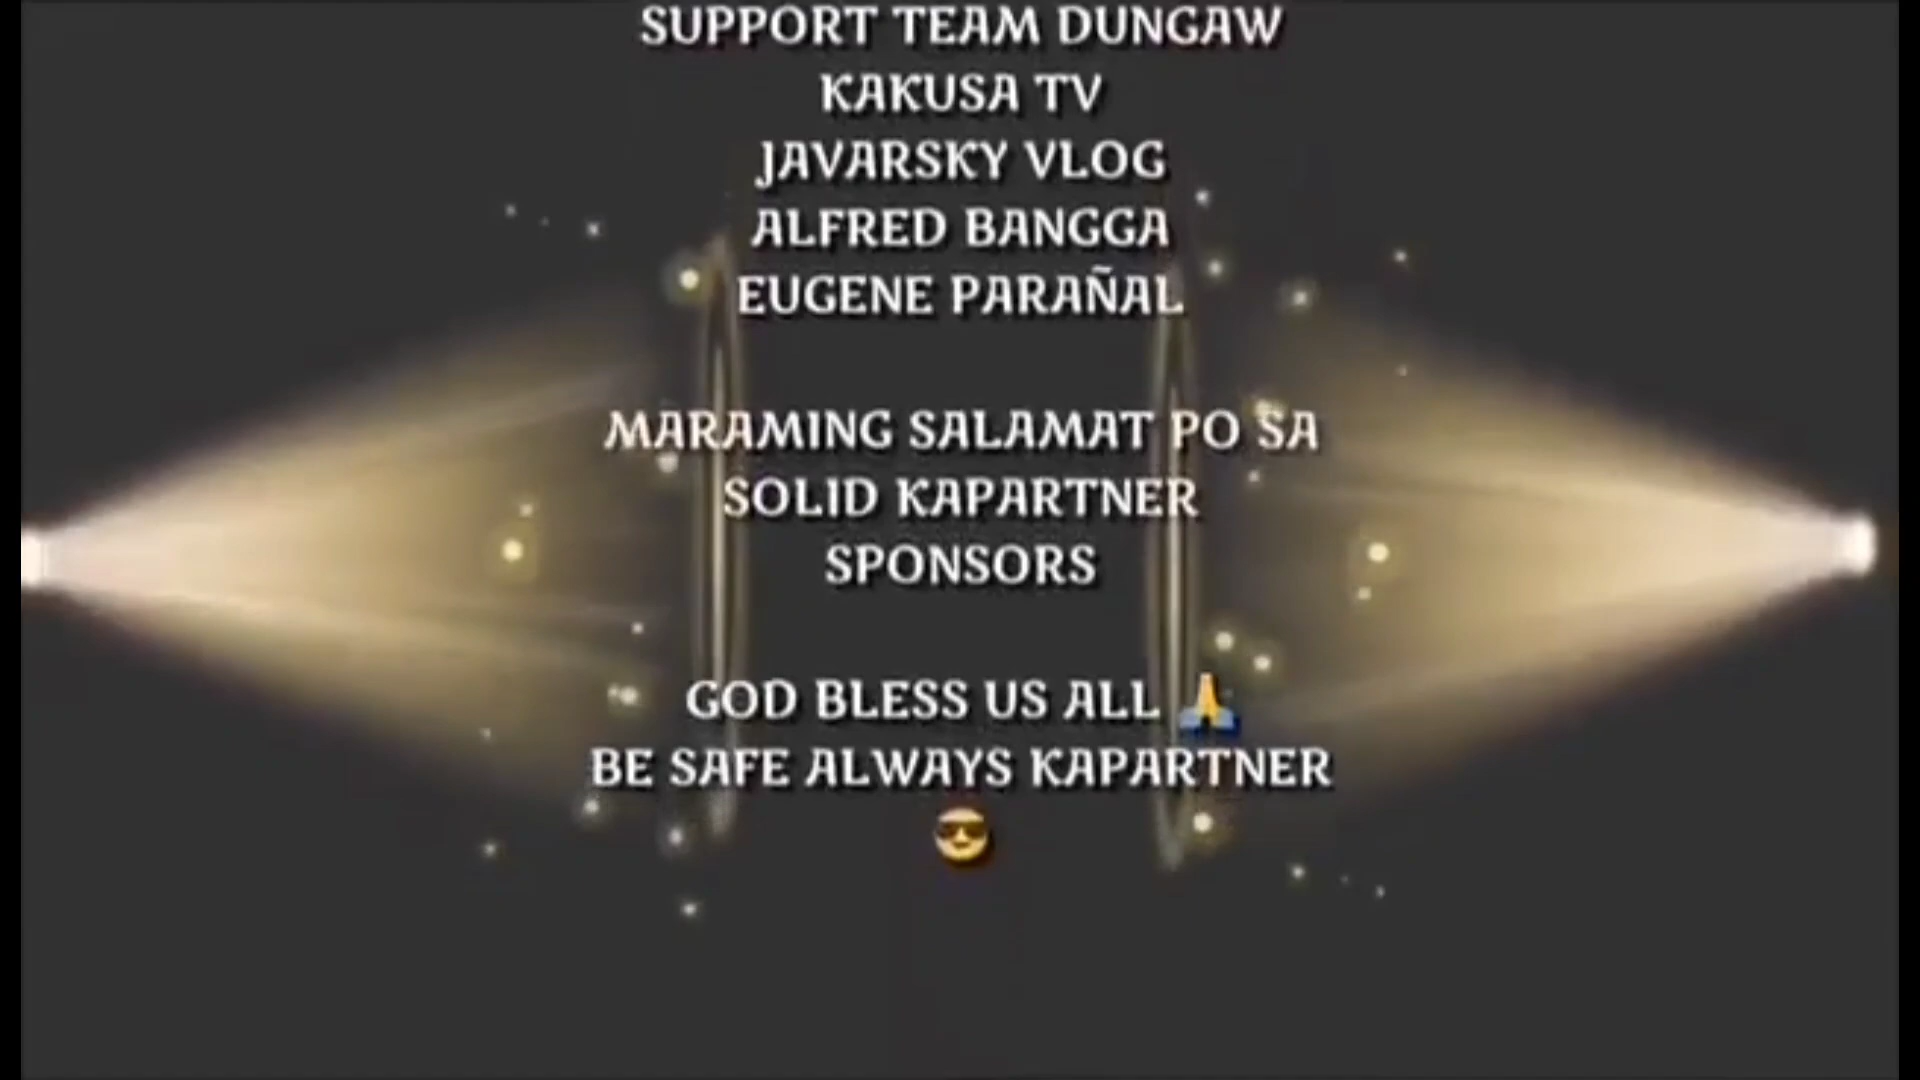 SUPPORT TEAM DUNGAW
KAKUSA TV
JAVARSKY VLOG
ALFRED BANGGA
EUGENE PARAÑAL
MARAMING SALAMAT PO SA
SOLID KAPARTNER
SPONSORS
GOD BLESS US ALL 🙏
BE SAFE ALWAYS KAPARTNER
😎